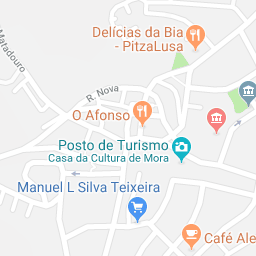 Delícias da Bia
- PitzaLusa
Matadouro
R. Nova
O Afonso
Posto de Turismo
Casa da Cultura de Mora
Manuel L Silva Teixeira
Café Ale